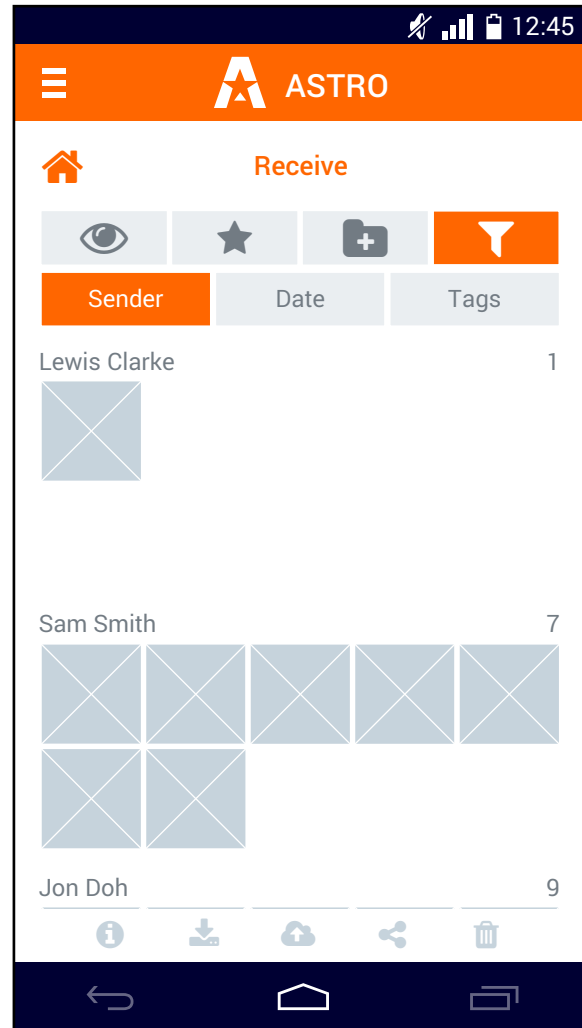 12:45
ASTRO
Receive
Sender Date Tags
Lewis Clarke 1
Sam Smith 7
Jon Doh 9